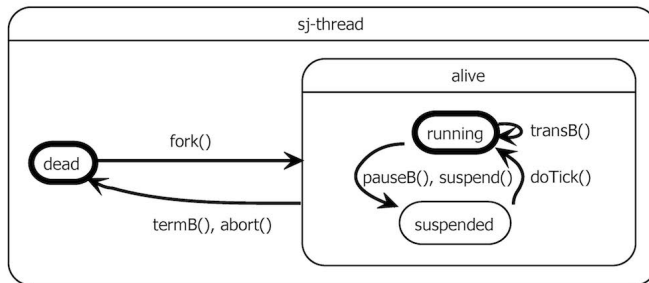 sj-thread
alive
running
transB()
fork()
dead
pauseB(), suspend()
doTick()
termB(), abort()
suspended